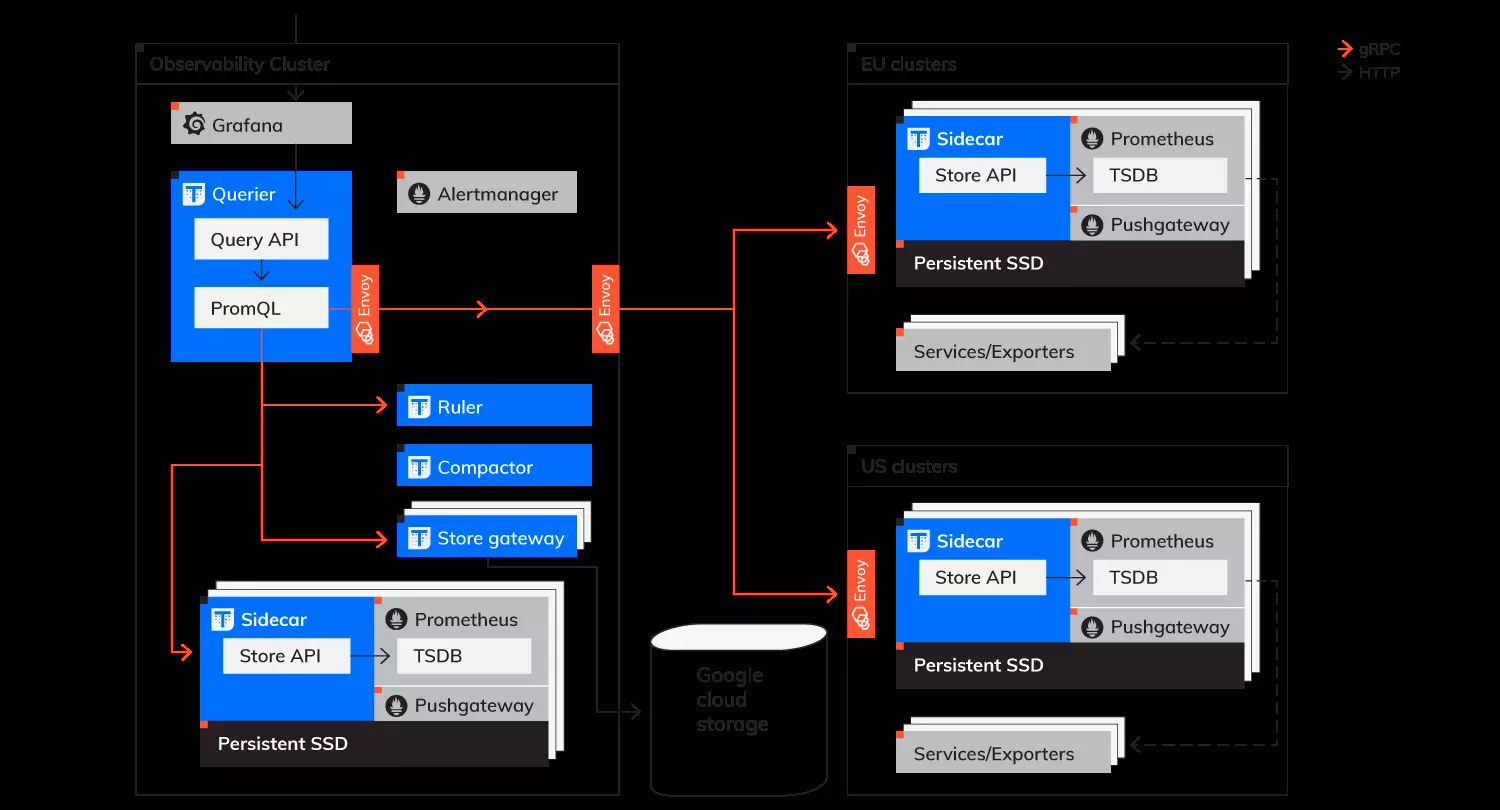 Observability Cluster
Grafana
Querier
Query API
PromQL
Envoy
Alertmanager
Envoy
Ruler
Compactor
Store gateway
Sidecar
Store API
Prometheus
TSDB
Pushgateway
Persistent SSD
Google
cloud
storage
EU clusters
Envoy
Sidecar
Store API
Prometheus
TSDB
Pushgateway
Persistent SSD
Services/Exporters
US clusters
Envoy
Sidecar
Store API
Prometheus
TSDB
Pushgateway
Persistent SSD
Services/Exporters
gRPC
HTTP